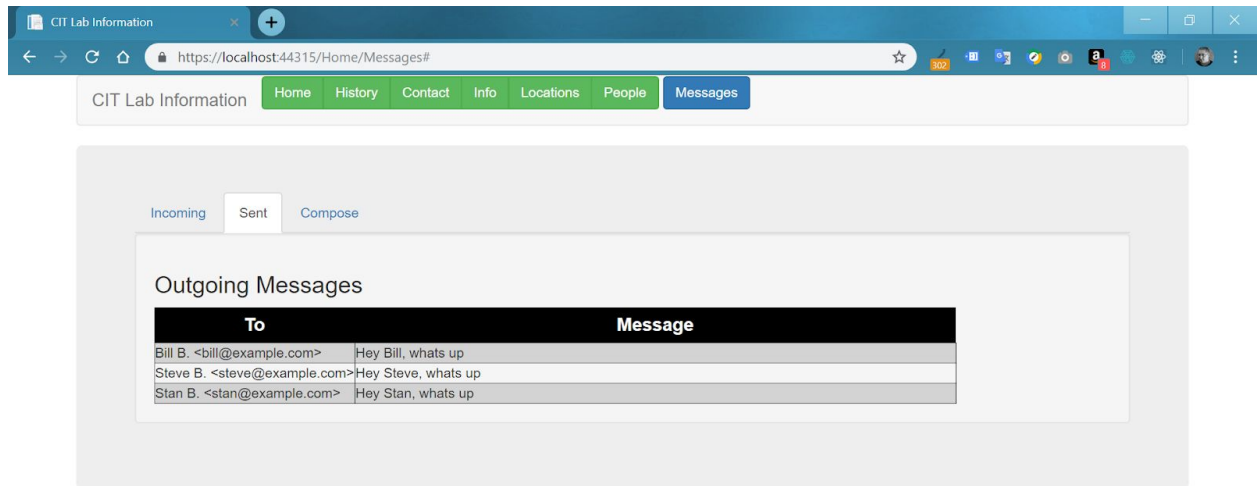 CIT Lab Information
https://localhost:44315/Home/Messages#
302
8
CIT Lab Information Home History Contact Info Locations People Messages
Incoming Sent Compose
Outgoing Messages
To Message
Bill B. <bill@example.com> Hey Bill, whats up
Steve B. <steve@example.com> Hey Steve, whats up
Stan B. <stan@example.com> Hey Stan, whats up